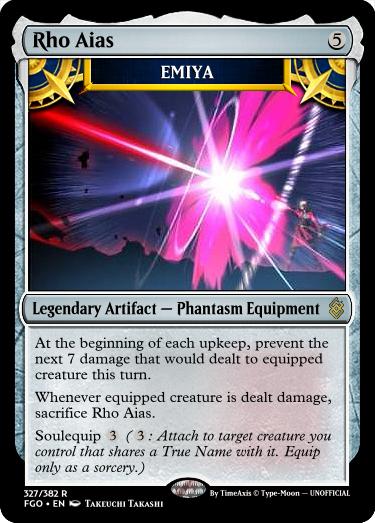 Rho Aias 5
EMIYA
Legendary Artifact — Phantasm Equipment
At the beginning of each upkeep, prevent the
next 7 damage that would dealt to equipped
creature this turn.
Whenever equipped creature is dealt damage,
sacrifice Rho Aias.
Soulequip 3 ( 3 : Attach to target creature you
control that shares a True Name with it. Equip
only as a sorcery.)
327/382 R
FGO • EN Takeuchi Takashi
By TimeAxis © Type-Moon — UNOFFICIAL